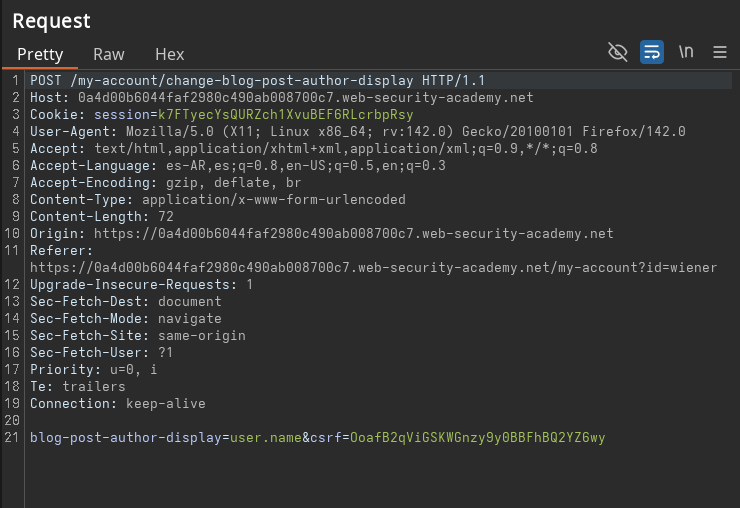 Request
Pretty Raw Hex
\n
1 POST /my-account/change-blog-post-author-display HTTP/1.1
2 Host: 0a4d00b6044faf2980c490ab008700c7.web-security-academy.net
3 Cookie: session=k7FTyecYsQURZch1XvuBEF6RLcrbpRsy
4 User-Agent: Mozilla/5.0 (X11; Linux x86_64; rv:142.0) Gecko/20100101 Firefox/142.0
5 Accept: text/html,application/xhtml+xml,application/xml;q=0.9,*/*;q=0.8
6 Accept-Language: es-AR,es;q=0.8,en-US;q=0.5,en;q=0.3
7 Accept-Encoding: gzip, deflate, br
8 Content-Type: application/x-www-form-urlencoded
9 Content-Length: 72
10 Origin: https://0a4d00b6044faf2980c490ab008700c7.web-security-academy.net
11 Referer:
https://0a4d00b6044faf2980c490ab008700c7.web-security-academy.net/my-account?id=wiener
12 Upgrade-Insecure-Requests: 1
13 Sec-Fetch-Dest: document
14 Sec-Fetch-Mode: navigate
15 Sec-Fetch-Site: same-origin
16 Sec-Fetch-User: ?1
17 Priority: u=0, i
18 Te: trailers
19 Connection: keep-alive
20
21 blog-post-author-display=user.name&csrf=OoafB2qViGSKWGnzy9y0BBFhBQ2YZ6wy